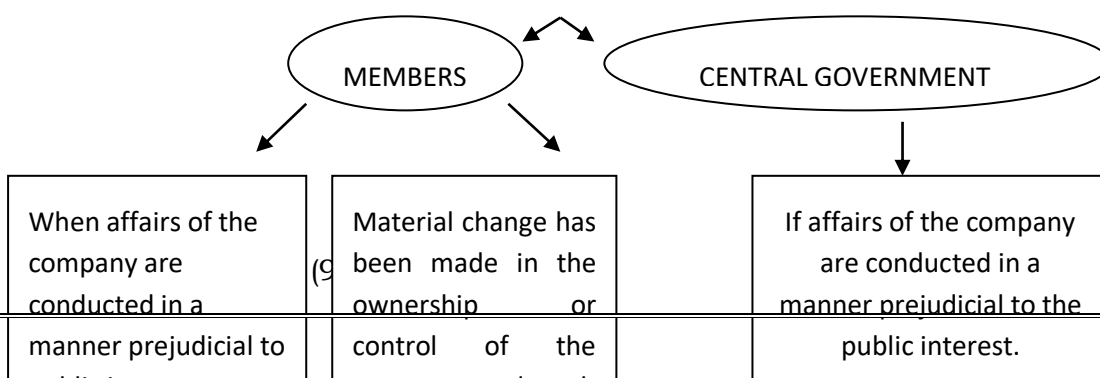 MEMBERS
CENTRAL GOVERNMENT
When affairs of the
company are
conducted in a
manner prejudicial to
(9
Material change has
been made in the
ownership or
control of the
If affairs of the company
are conducted in a
manner prejudicial to the
public interest.